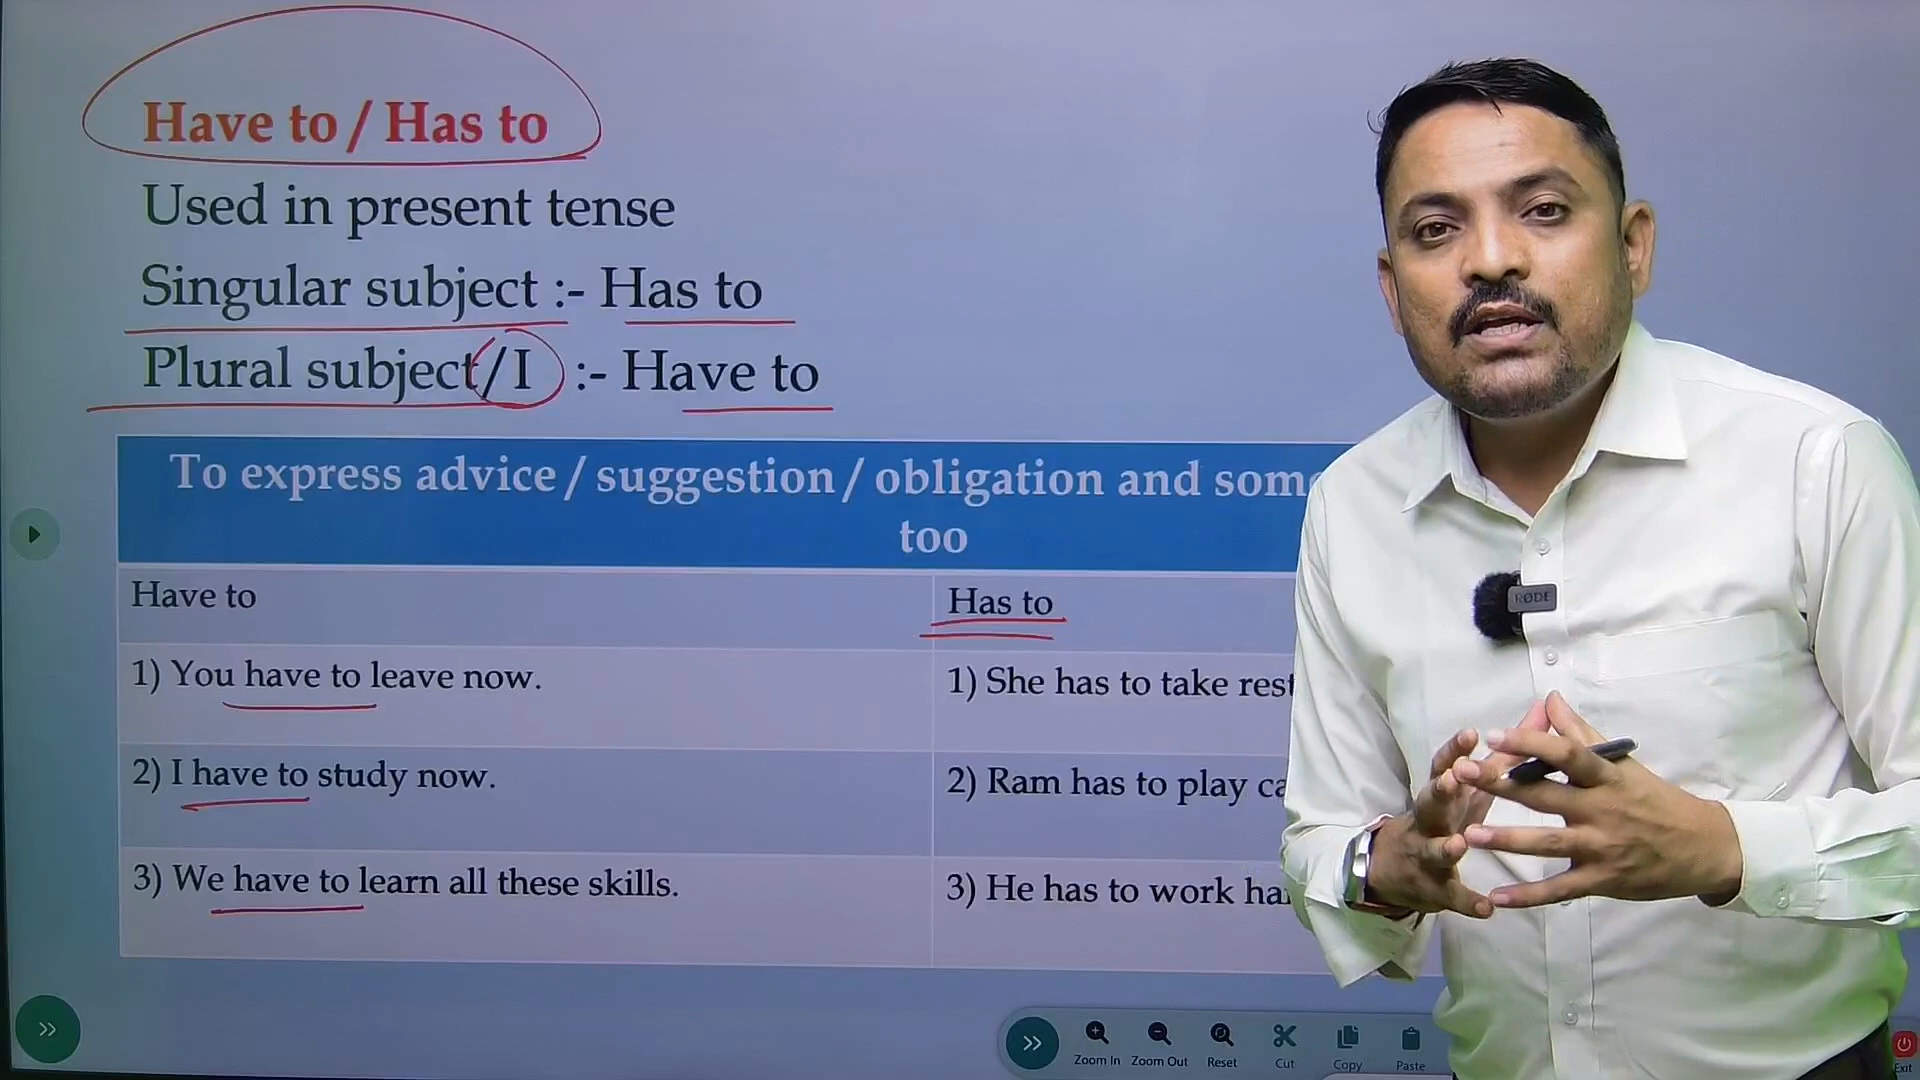 Have to / Has to
Used in present tense
Singular subject :- Has to
Plural subject/I :- Have to
To express advice / suggestion / obligation and
too
Have to
Has to
1) You have to leave now.
1) She has to take rest
2) I have to study now.
2) Ram has to play
3) We have to learn all these skills.
3) He has to work
RØDE
Zoom In
Zoom Out
Reset
Cut
Copy
Paste
Exit